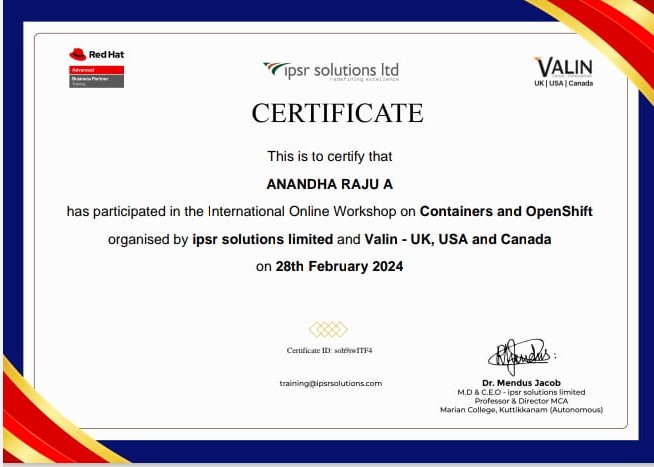 Red Hat
Advanced
Business Partner
Training
ipsr solutions ltd
redefining excellence
VALIN
UK | USA | Canada
CERTIFICATE
This is to certify that
ANANDHA RAJU A
has participated in the International Online Workshop on Containers and OpenShift
organised by ipsr solutions limited and Valin - UK, USA and Canada
on 28th February 2024
Certificate ID: soh9iwITF4
training@ipsrsolutions.com
Dr. Mendus Jacob
M.D & C.E.O - ipsr solutions limited
Professor & Director MCA
Marian College, Kuttikkanam (Autonomous)